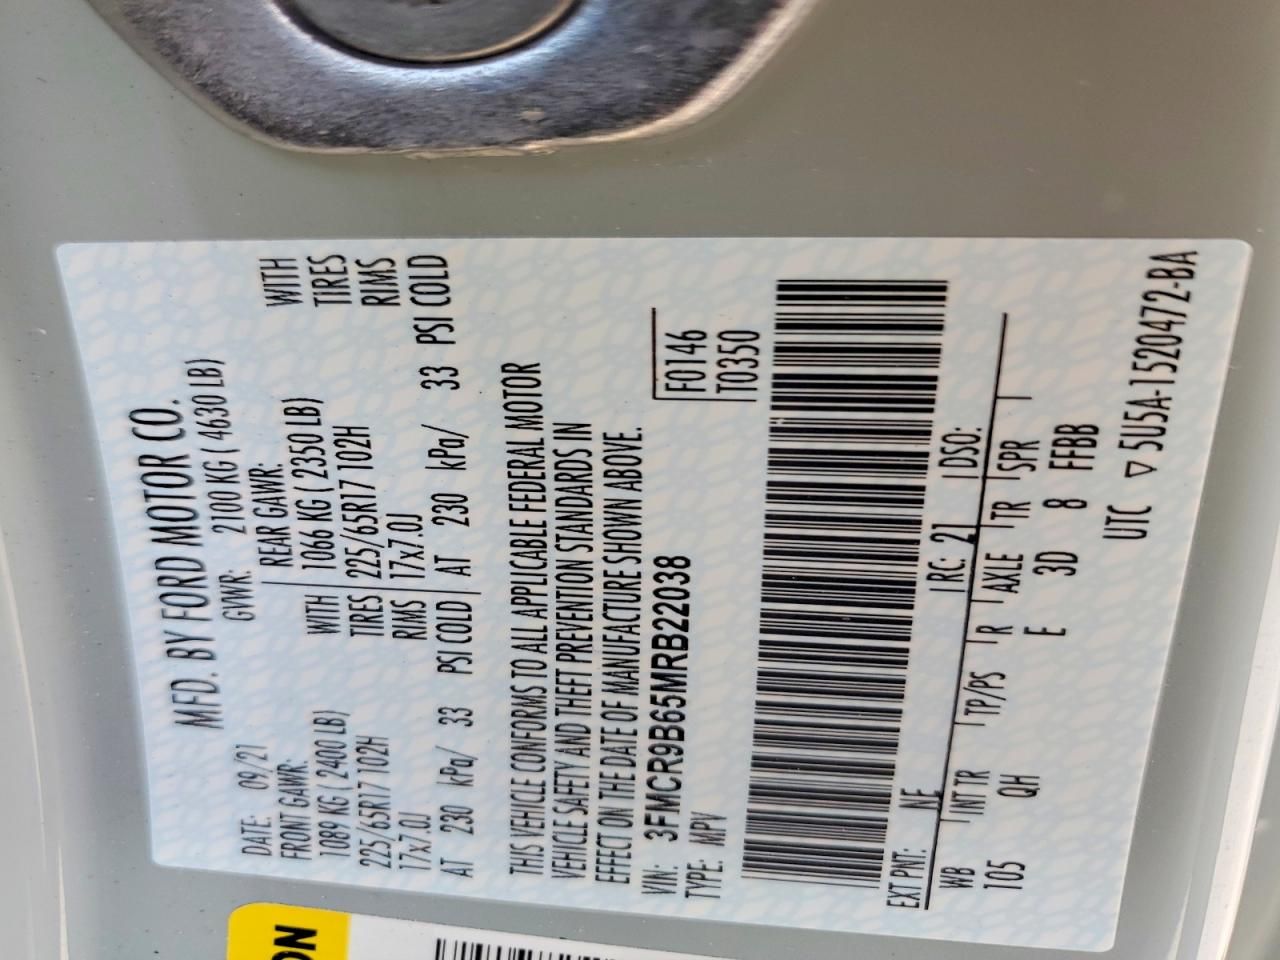 MFD. BY FORD MOTOR CO.
DATE: 09/21 GVWR: 2100 KG ( 4630 LB)
FRONT GAWR: REAR GAWR:
1089 KG ( 2400 LB) WITH 1066 KG ( 2350 LB) WITH
225/65R17 102H TIRES 225/65R17 102H TIRES
17x7.0J RIMS 17x7.0J RIMS
AT 230 kPa/ 33 PSI COLD AT 230 kPa/ 33 PSI COLD
THIS VEHICLE CONFORMS TO ALL APPLICABLE FEDERAL MOTOR
VEHICLE SAFETY AND THEFT PREVENTION STANDARDS IN
EFFECT ON THE DATE OF MANUFACTURE SHOWN ABOVE.
VIN: 3FMCR9B65MRB22038 F0146
TYPE: MPV T0350
EXT PNT: NE RC: 21 DSO:
WB INT TR TP/PS R AXLE TR SPR
105 QH E 3D 8 FFBB
UTC ▽ 5U5A-1520472-BA
ON